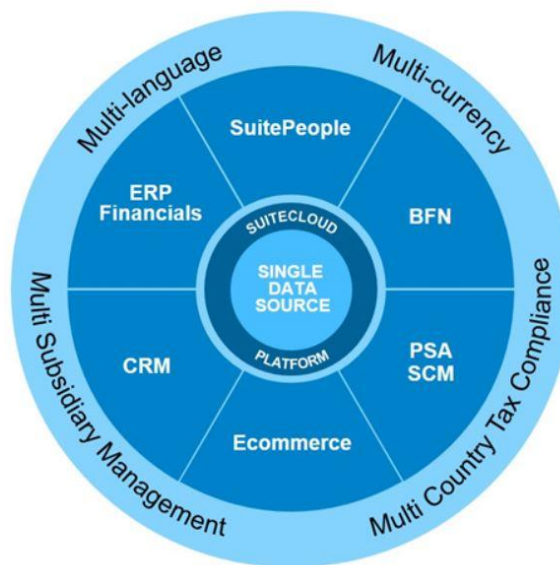 Multi-language
Multi-currency
SuitePeople
ERP
Financials
BFN
SUITECLOUD
SINGLE
DATA
SOURCE
PLATFORM
CRM
PSA
SCM
Ecommerce
Multi Subsidiary Management
Multi Country Tax Compliance